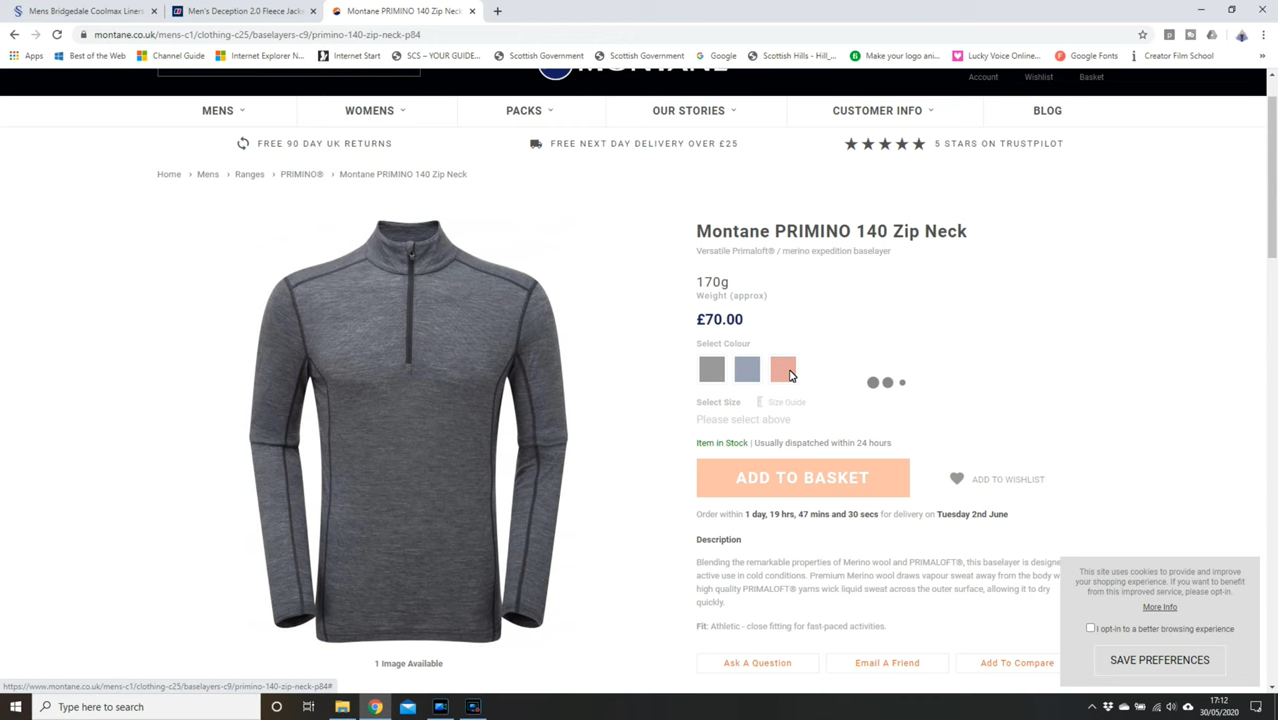 Mens Bridgedale Coolmax Liners
Men's Deception 2.0 Fleece Jacke
Montane PRIMINO 140 Zip Neck
montane.co.uk/mens-c1/clothing-c25/baselayers-c9/primino-140-zip-neck-p84
Apps
Best of the Web
Channel Guide
Internet Explorer N...
Internet Start
SCS – YOUR GUIDE...
Scottish Government
Scottish Government
Google
Scottish Hills - Hill_...
Make your logo ani...
Lucky Voice Online...
Google Fonts
Creator Film School
MONTANE
Account
Wishlist
Basket
MENS
WOMENS
PACKS
OUR STORIES
CUSTOMER INFO
BLOG
FREE 90 DAY UK RETURNS
FREE NEXT DAY DELIVERY OVER £25
5 STARS ON TRUSTPILOT
Home › Mens › Ranges › PRIMINO® › Montane PRIMINO 140 Zip Neck
Montane PRIMINO 140 Zip Neck
Versatile Primaloft® / merino expedition baselayer
170g
Weight (approx)
£70.00
Select Colour
Select Size
Size Guide
Please select above
Item in Stock | Usually dispatched within 24 hours
ADD TO BASKET
ADD TO WISHLIST
Order within 1 day, 19 hrs, 47 mins and 30 secs for delivery on Tuesday 2nd June
Description
Blending the remarkable properties of Merino wool and PRIMALOFT®, this baselayer is designe
active use in cold conditions. Premium Merino wool draws vapour sweat away from the body w
high quality PRIMALOFT® yarns wick liquid sweat across the outer surface, allowing it to dry
quickly.
Fit: Athletic - close fitting for fast-paced activities.
1 Image Available
Ask A Question
Email A Friend
Add To Compare
This site uses cookies to provide and improve
your shopping experience. If you want to benefit
from this improved service, please opt-in.
More Info
I opt-in to a better browsing experience
SAVE PREFERENCES
https://www.montane.co.uk/mens-c1/clothing-c25/baselayers-c9/primino-140-zip-neck-p84#
Type here to search
17:12
30/05/2020